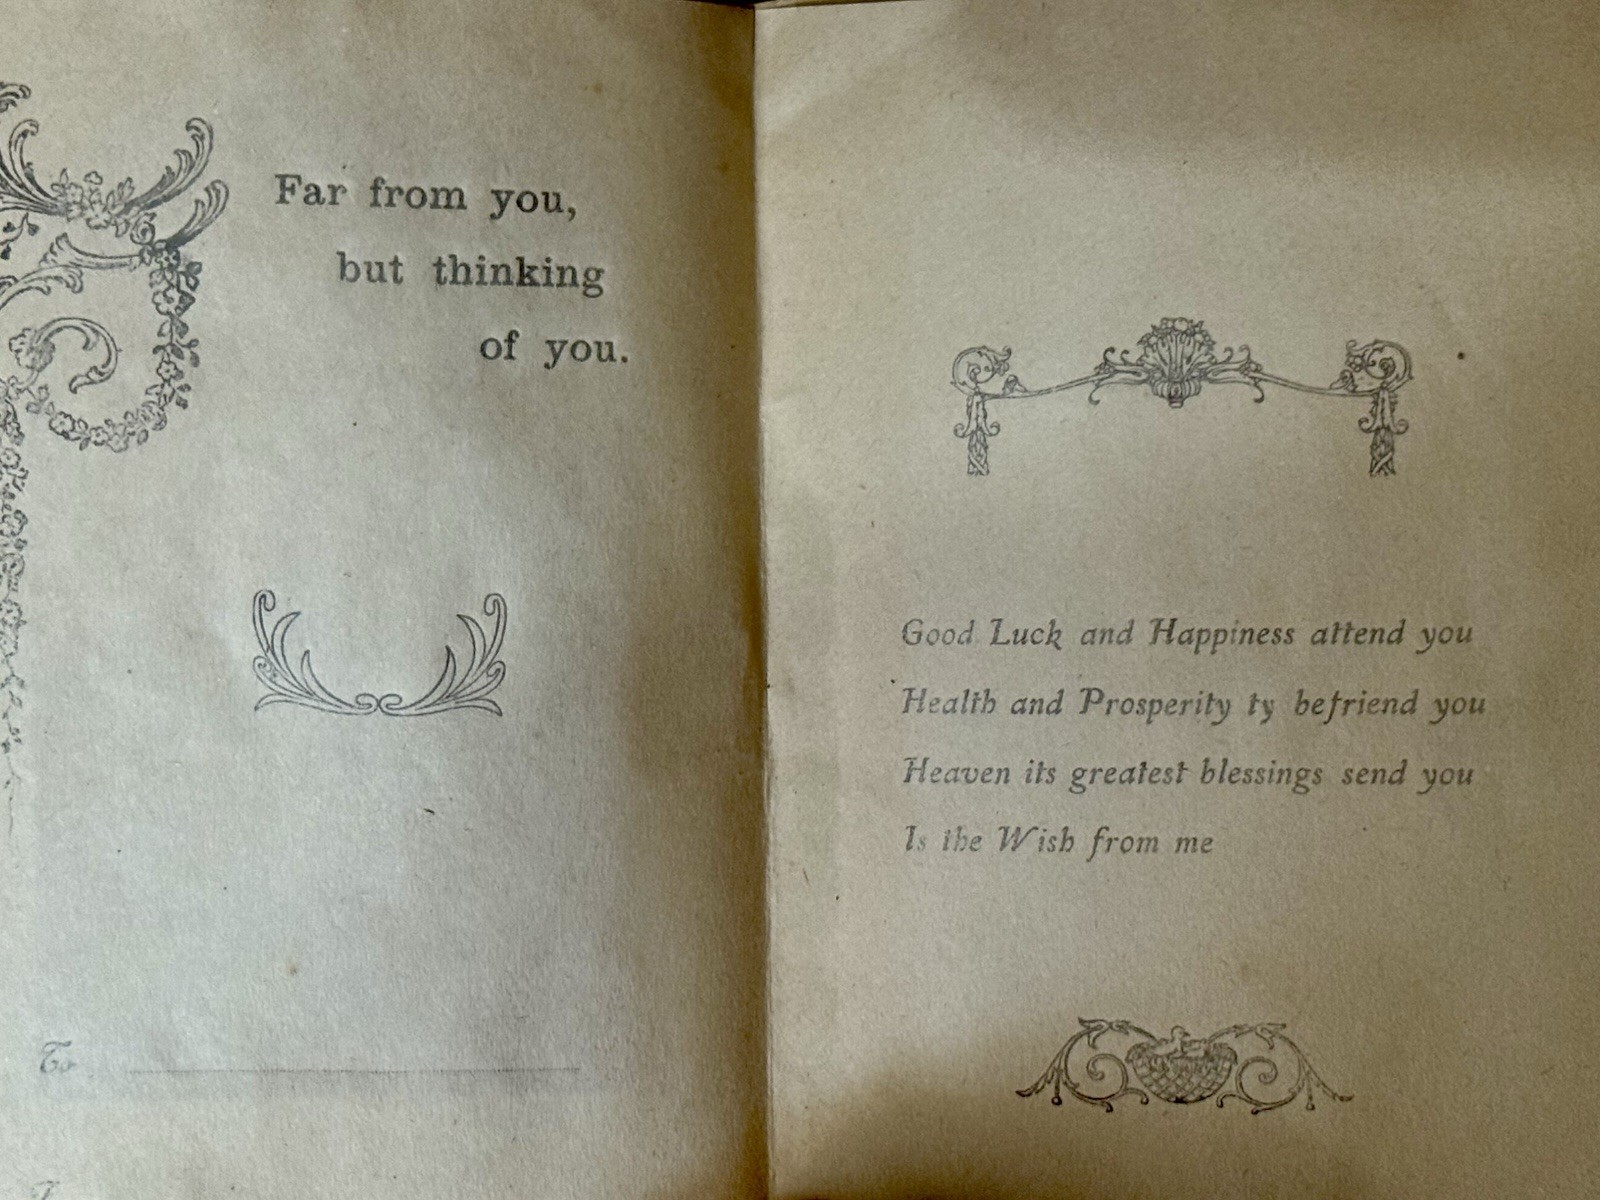 Far from you,
but thinking
of you.
To
Good Luck and Happiness attend you
Health and Prosperity ty befriend you
Heaven its greatest blessings send you
Is the Wish from me